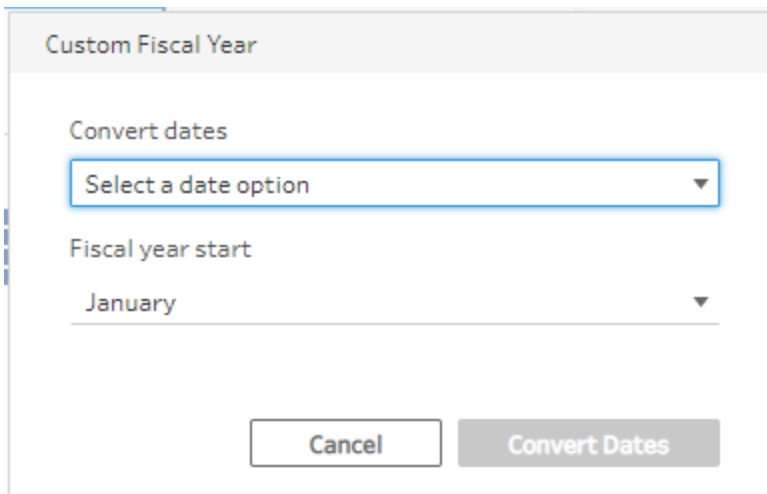 Custom Fiscal Year
Convert dates
Select a date option
Fiscal year start
January
Cancel
Convert Dates